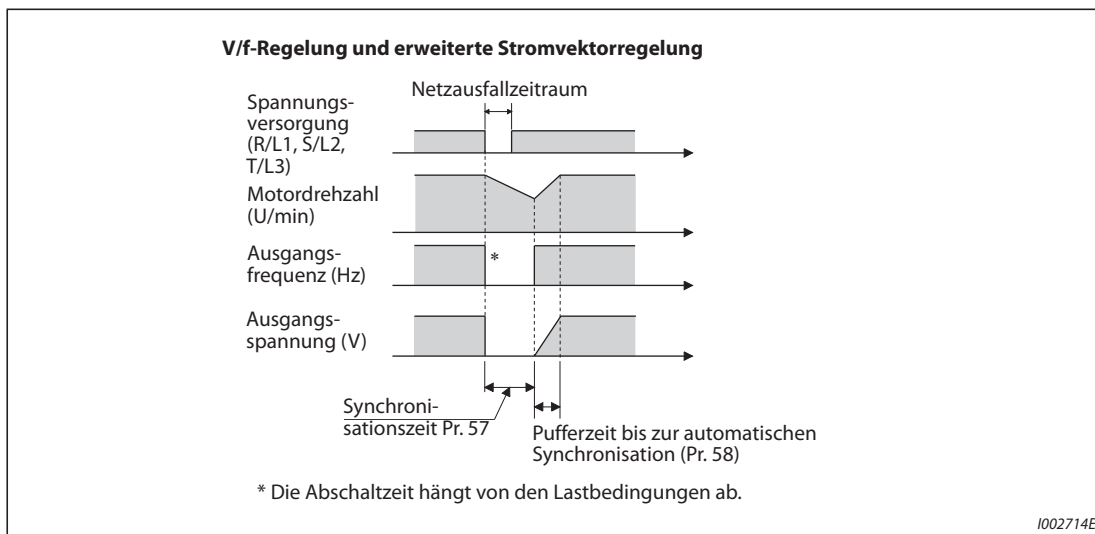 V/f-Regelung und erweiterte Stromvektorregelung
Netzausfallzeitraum
Spannungs-
versorgung
(R/L1, S/L2,
T/L3)
Motordrehzahl
(U/min)
Ausgangs-
frequenz (Hz)
*
Ausgangs-
spannung (V)
Synchroni-
sationszeit Pr. 57
Pufferzeit bis zur automatischen
Synchronisation (Pr. 58)
* Die Abschaltzeit hängt von den Lastbedingungen ab.
I002714E